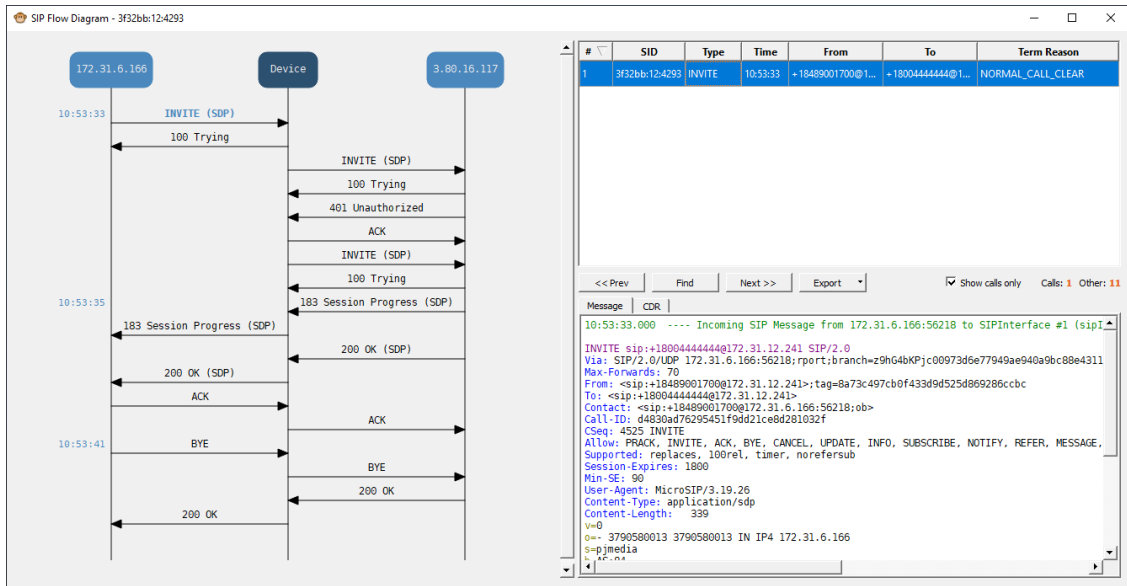 SIP Flow Diagram - 3f32bb:12:4293
172.31.6.166
Device
3.80.16.117
10:53:33
INVITE (SDP)
100 Trying
INVITE (SDP)
100 Trying
401 Unauthorized
ACK
INVITE (SDP)
100 Trying
10:53:35
183 Session Progress (SDP)
183 Session Progress (SDP)
200 OK (SDP)
200 OK (SDP)
ACK
ACK
10:53:41
BYE
BYE
200 OK
200 OK
# SID Type Time From To Term Reason
1 3f32bb:12:4293 INVITE 10:53:33 +18489001700@1... +18004444444@1... NORMAL_CALL_CLEAR
<< Prev Find Next >> Export Show calls only Calls: 1 Other: 11
Message CDR
10:53:33.000 ---- Incoming SIP Message from 172.31.6.166:56218 to SIPInterface #1 (sipI
INVITE sip:+18004444444@172.31.12.241 SIP/2.0
Via: SIP/2.0/UDP 172.31.6.166:56218;rport;branch=z9hG4bKPjc00973d6e77949ae940a9bc88e4311
Max-Forwards: 70
From: <sip:+18489001700@172.31.12.241>;tag=8a73c497cb0f433d9d525d869286ccbc
To: <sip:+18004444444@172.31.12.241>
Contact: <sip:+18489001700@172.31.6.166:56218;ob>
Call-ID: d4830ad76295451f9dd21ce8d281032f
CSeq: 4525 INVITE
Allow: PRACK, INVITE, ACK, BYE, CANCEL, UPDATE, INFO, SUBSCRIBE, NOTIFY, REFER, MESSAGE,
Supported: replaces, 100rel, timer, norefersub
Session-Expires: 1800
Min-SE: 90
User-Agent: MicroSIP/3.19.26
Content-Type: application/sdp
Content-Length: 339
v=0
o=- 3790580013 3790580013 IN IP4 172.31.6.166
s=pjmedia